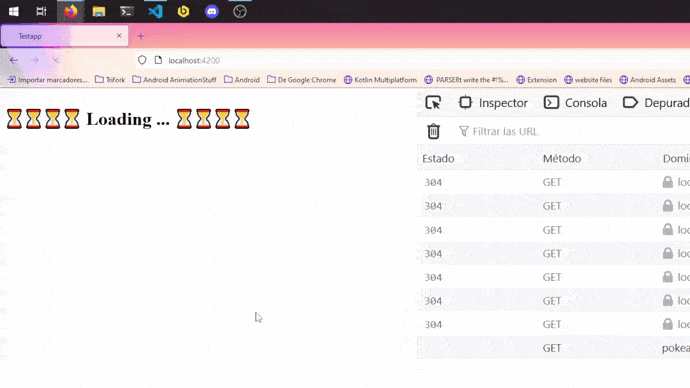 Testapp
localhost:4200
Importar marcadores... Trifork Android AnimationStuff Android De Google Chrome Kotlin Multiplatform PARSERt write the #!%... Extension website files Android Assets
⌛⌛⌛⌛ Loading ... ⌛⌛⌛⌛
Inspector Consola Depurad
Filtrar las URL
Estado Método Domi
304 GET loc
304 GET loc
304 GET loc
304 GET loc
304 GET loc
304 GET loc
304 GET loc
GET pokea